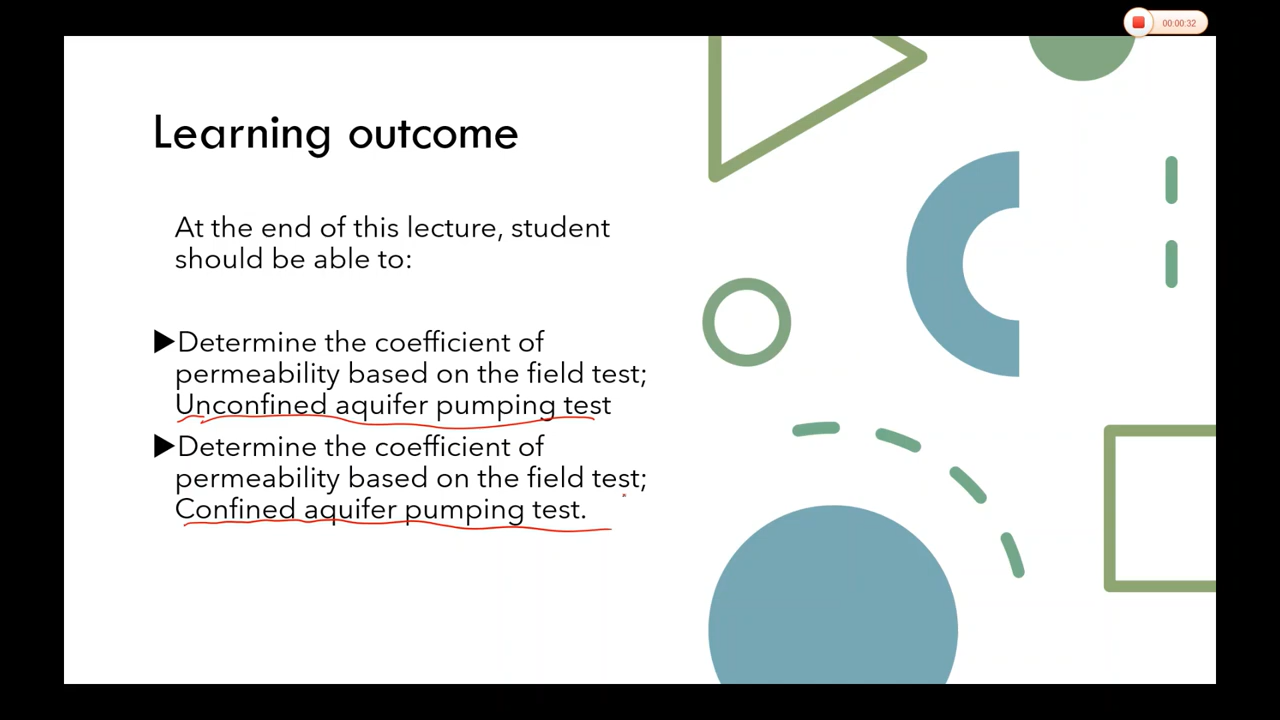 00:00:32
Learning outcome
At the end of this lecture, student
should be able to:
▶Determine the coefficient of
permeability based on the field test;
Unconfined aquifer pumping test
▶Determine the coefficient of
permeability based on the field test;
Confined aquifer pumping test.